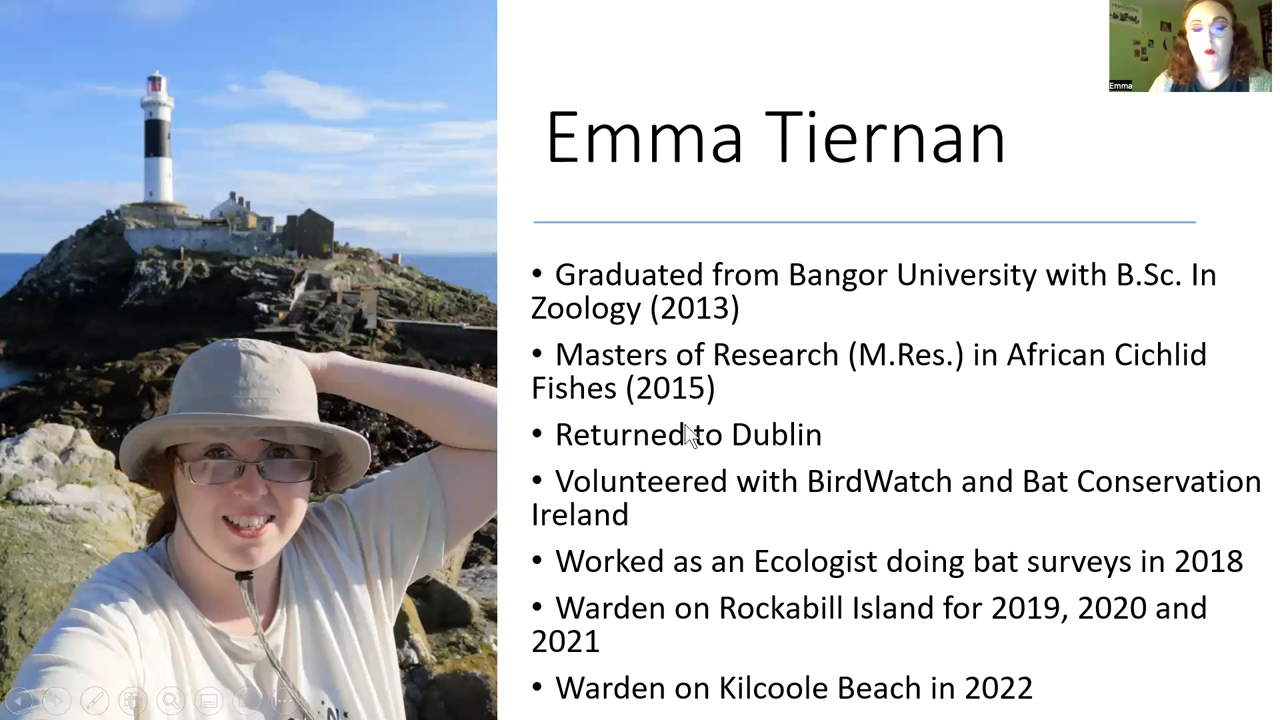 Emma
Emma Tiernan
• Graduated from Bangor University with B.Sc. In
Zoology (2013)
• Masters of Research (M.Res.) in African Cichlid
Fishes (2015)
• Returned to Dublin
• Volunteered with BirdWatch and Bat Conservation
Ireland
• Worked as an Ecologist doing bat surveys in 2018
• Warden on Rockabill Island for 2019, 2020 and
2021
• Warden on Kilcoole Beach in 2022